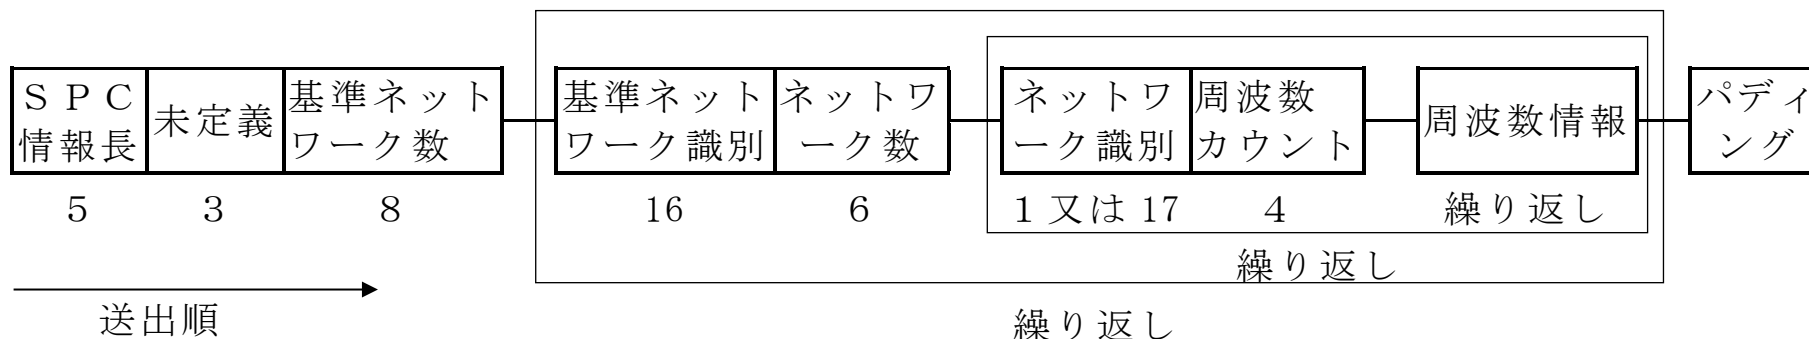 ＳＰＣ
情報長
未定義
基準ネット
ワーク数
基準ネット
ワーク識別
ネットワ
ーク数
ネットワ
ーク識別
周波数
カウント
周波数情報
パディ
ング
５
３
８
16
６
１又は 17
４
繰り返し
繰り返し
送出順
繰り返し